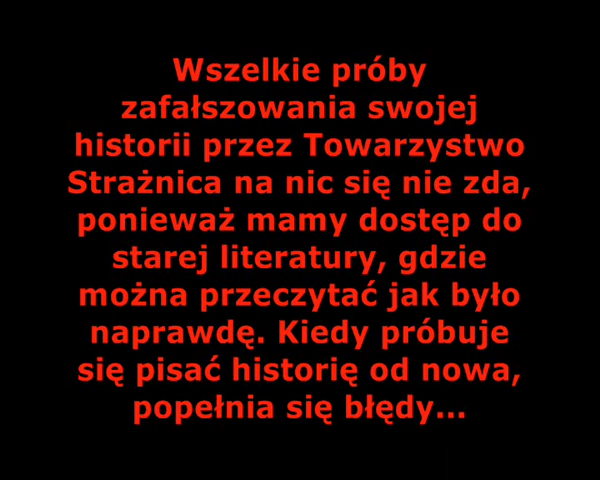 Wszelkie próby
zafałszowania swojej
historii przez Towarzystwo
Strażnica na nic się nie zda,
ponieważ mamy dostęp do
starej literatury, gdzie
można przeczytać jak było
naprawdę. Kiedy próbuje
się pisać historię od nowa,
popełnia się błędy...